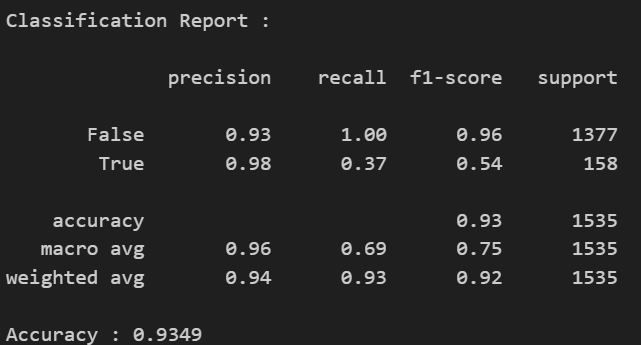 Classification Report :
precision recall f1-score support
False 0.93 1.00 0.96 1377
True 0.98 0.37 0.54 158
accuracy 0.93 1535
macro avg 0.96 0.69 0.75 1535
weighted avg 0.94 0.93 0.92 1535
Accuracy : 0.9349